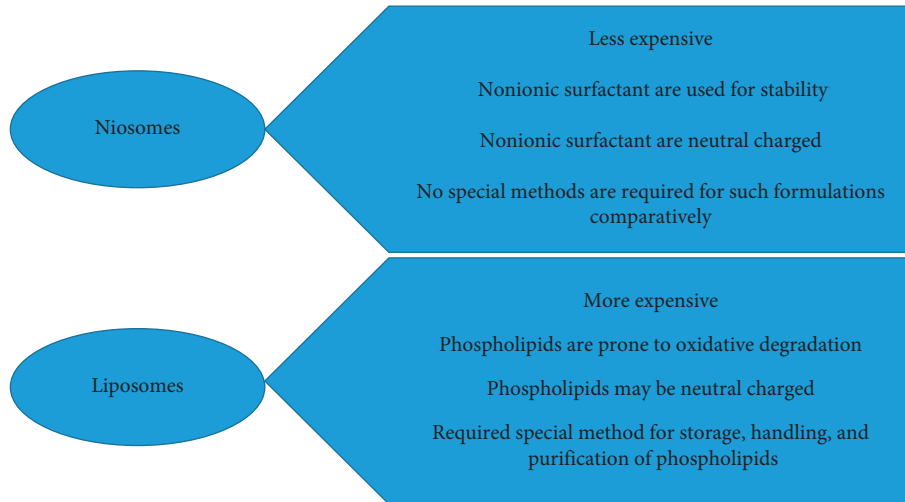 Niosomes
Less expensive
Nonionic surfactant are used for stability
Nonionic surfactant are neutral charged
No special methods are required for such formulations
comparatively
Liposomes
More expensive
Phospholipids are prone to oxidative degradation
Phospholipids may be neutral charged
Required special method for storage, handling, and
purification of phospholipids